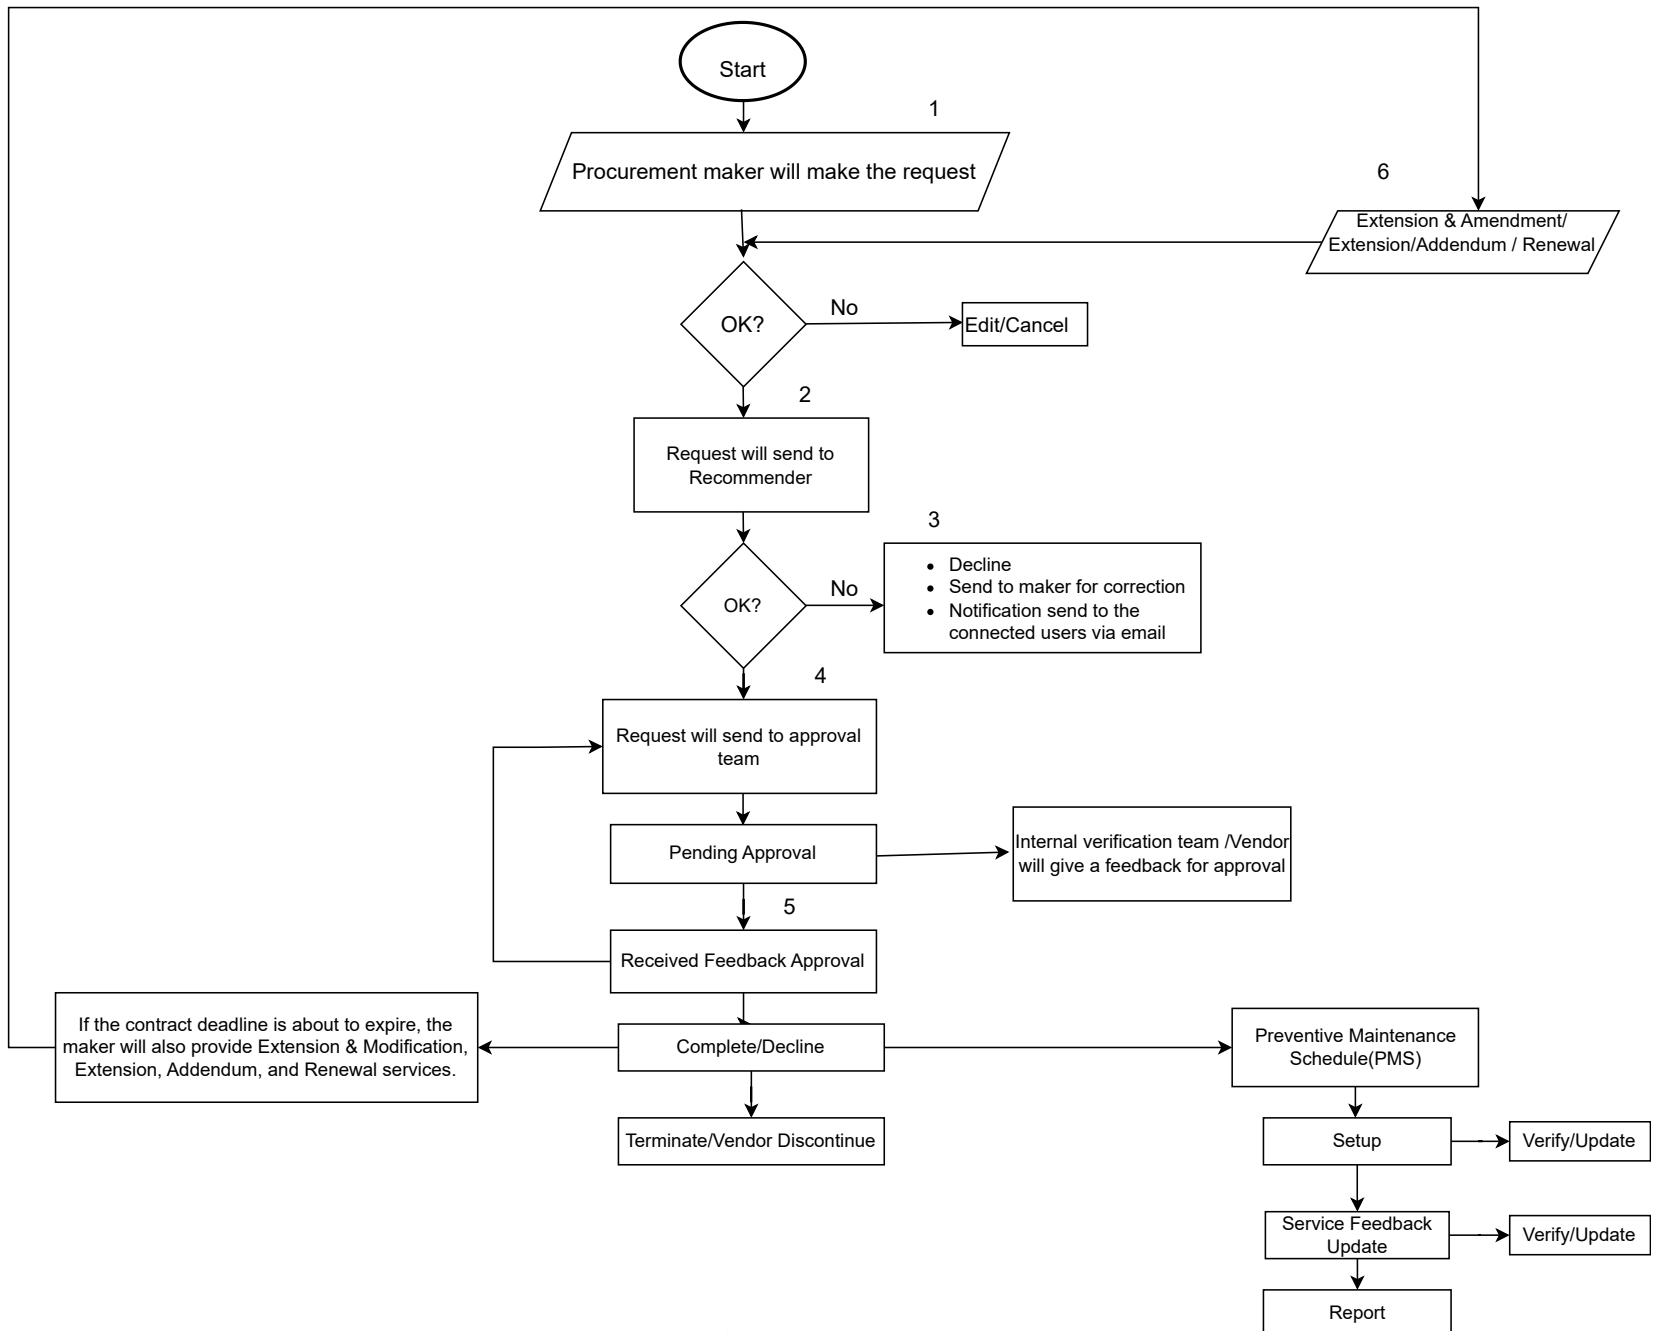 Start
1
Procurement maker will make the request
6
Extension & Amendment/
Extension/Addendum / Renewal
OK?
No
Edit/Cancel
2
Request will send to
Recommender
3
OK?
No
• Decline
• Send to maker for correction
• Notification send to the
connected users via email
4
Request will send to approval
team
Pending Approval
Internal verification team /Vendor
will give a feedback for approval
5
Received Feedback Approval
If the contract deadline is about to expire, the
maker will also provide Extension & Modification,
Extension, Addendum, and Renewal services.
Complete/Decline
Preventive Maintenance
Schedule(PMS)
Terminate/Vendor Discontinue
Setup
Verify/Update
Service Feedback
Update
Verify/Update
Report